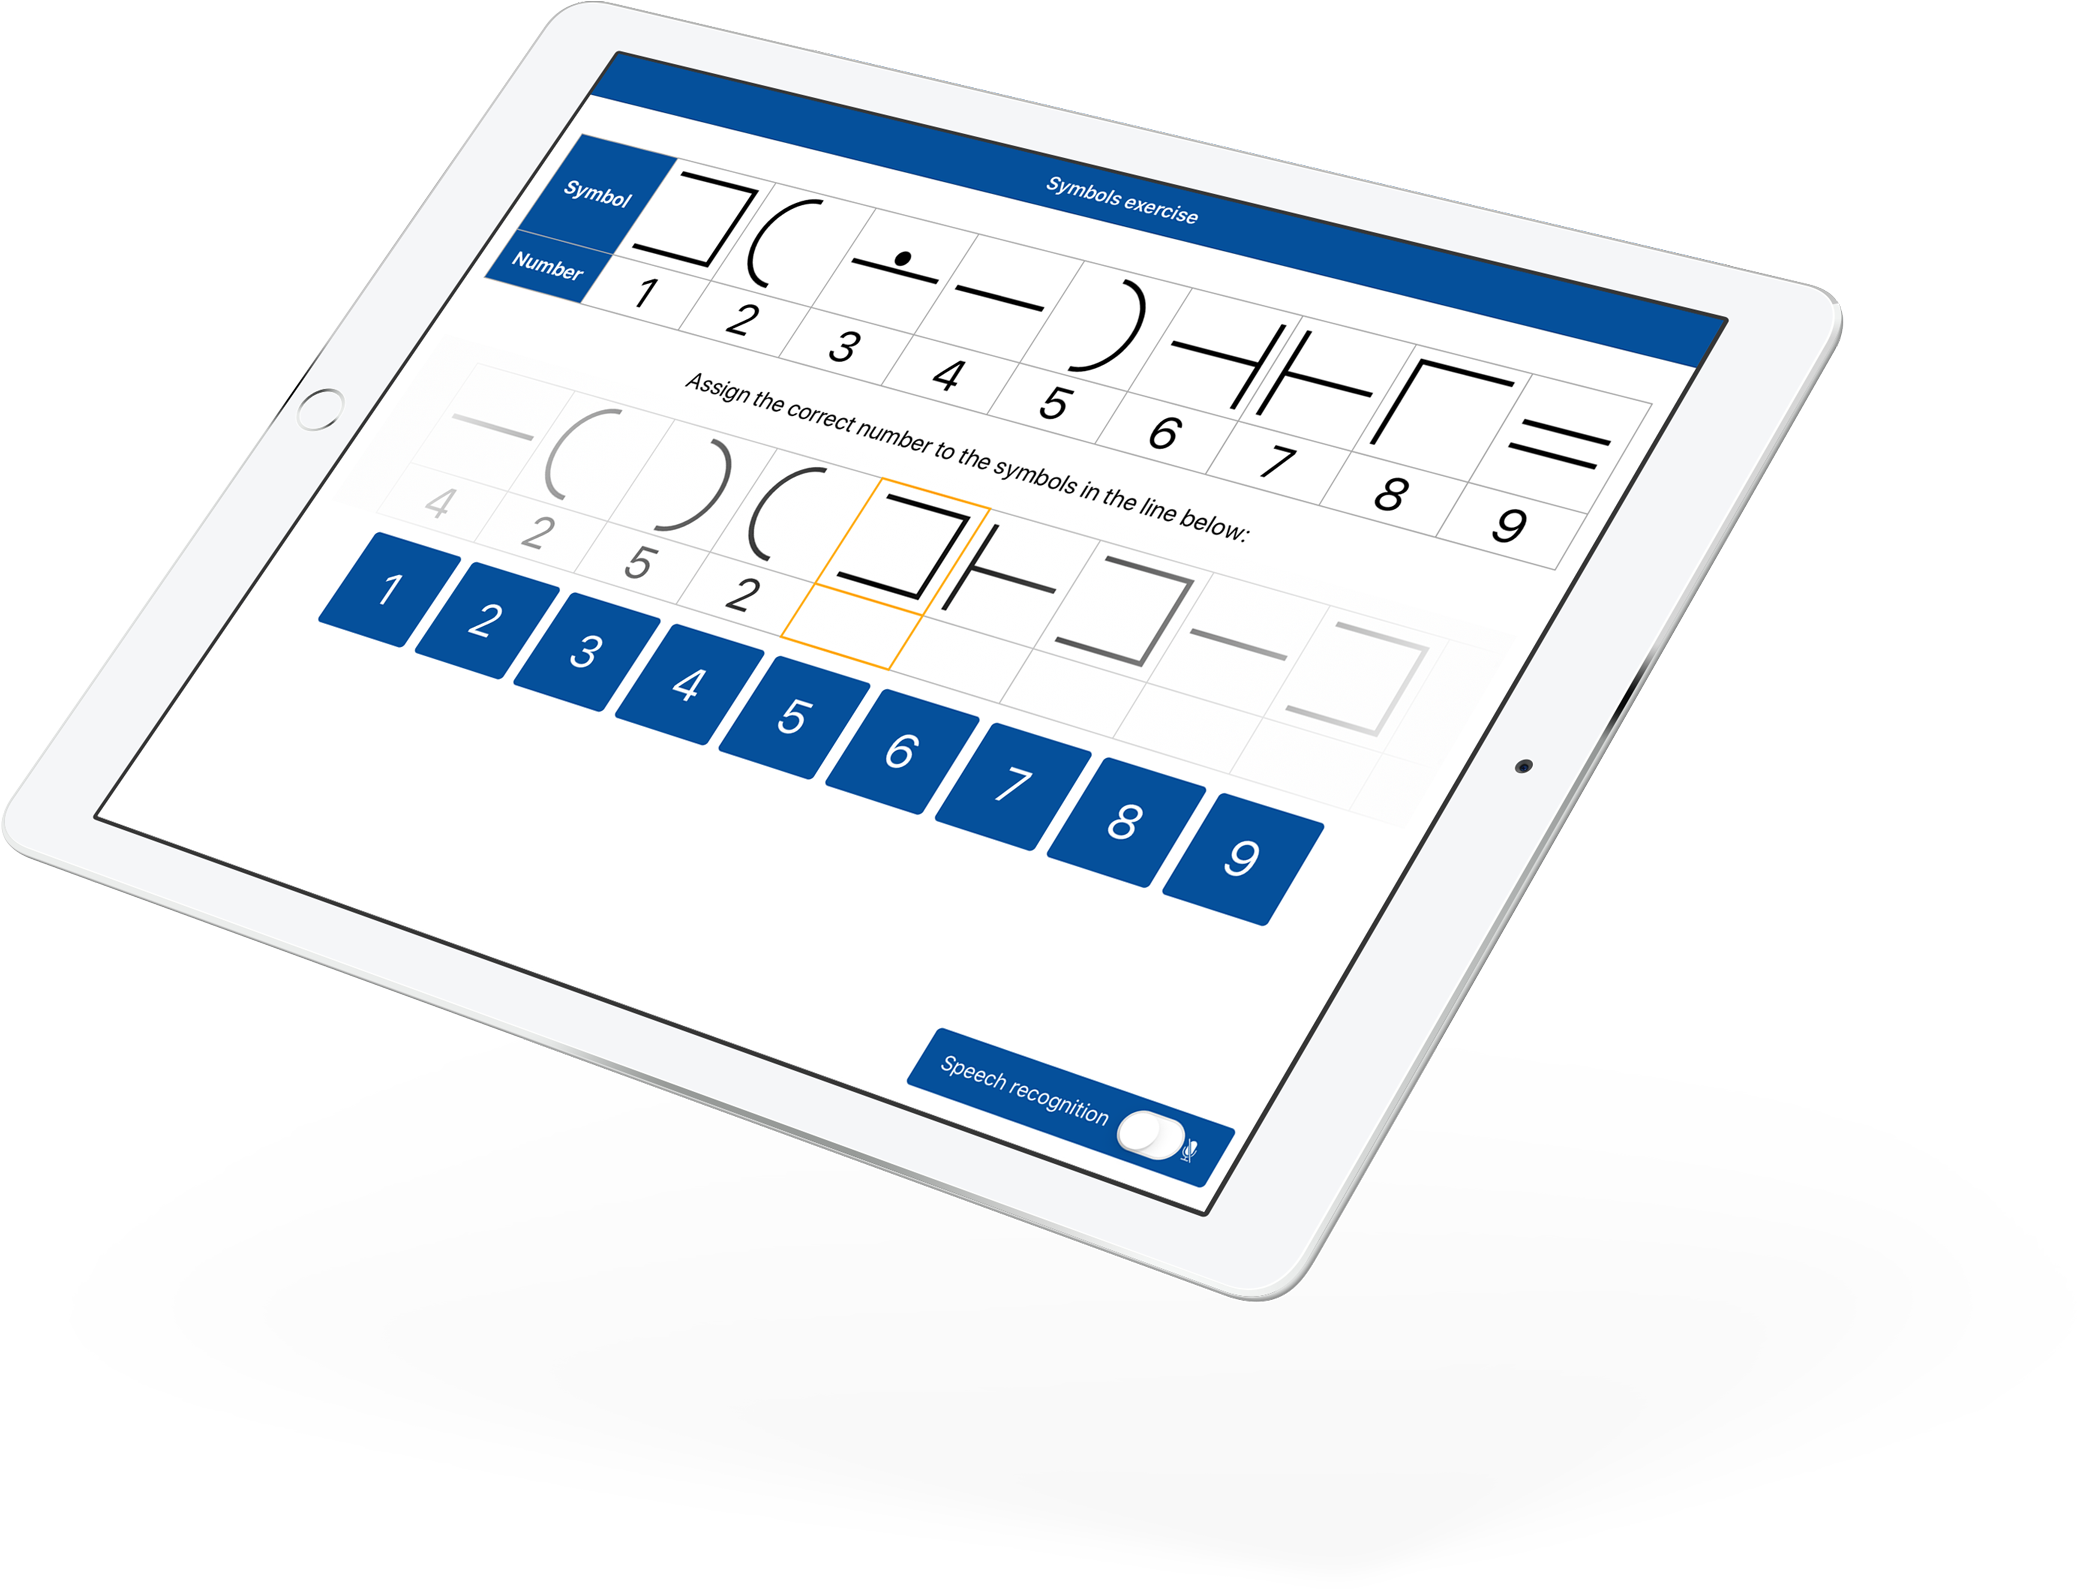 Symbols exercise
Symbol
Number 1 2 3 4 5 6 7 8 9
Assign the correct number to the symbols in the line below:
4 2 5 2
1 2 3 4 5 6 7 8 9
Speech recognition